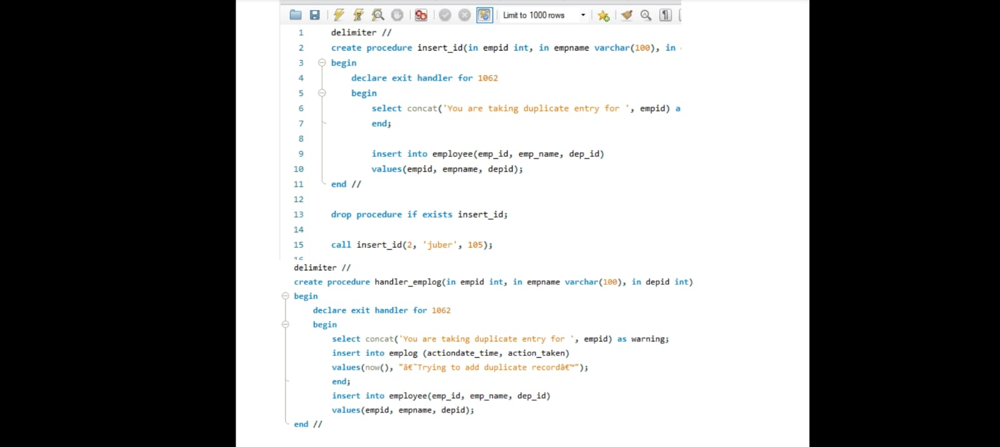 Limit to 1000 rows
1 delimiter //
2 create procedure insert_id(in empid int, in empname varchar(100), in
3 begin
4 declare exit handler for 1062
5 begin
6 select concat('You are taking duplicate entry for ', empid) a
7 end;
8
9 insert into employee(emp_id, emp_name, dep_id)
10 values(empid, empname, depid);
11 end //
12
13 drop procedure if exists insert_id;
14
15 call insert_id(2, 'juber', 105);
16
delimiter //
create procedure handler_emplog(in empid int, in empname varchar(100), in depid int)
begin
declare exit handler for 1062
begin
select concat('You are taking duplicate entry for ', empid) as warning;
insert into emplog (actiondate_time, action_taken)
values(now(), "â€˜Trying to add duplicate recordâ€™");
end;
insert into employee(emp_id, emp_name, dep_id)
values(empid, empname, depid);
end //